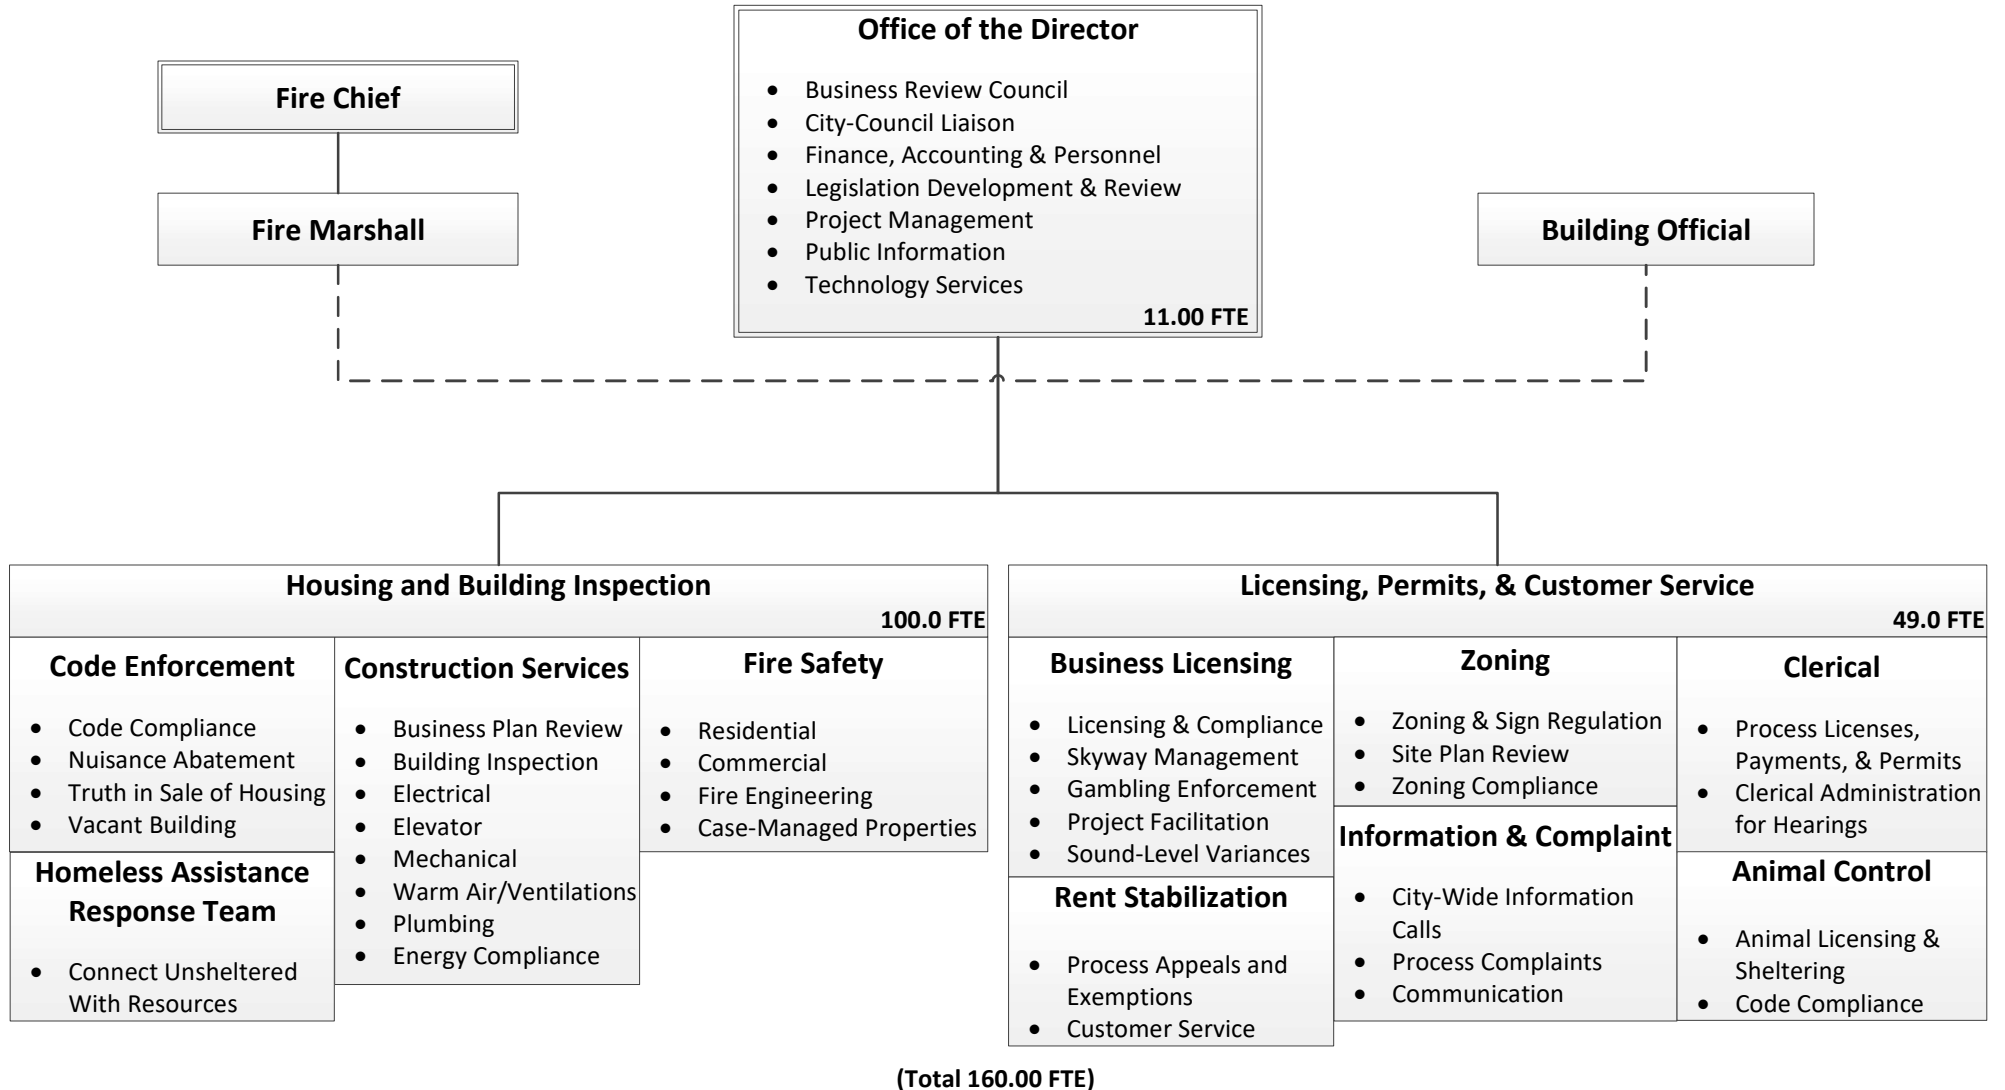 Office of the Director
• Business Review Council
• City-Council Liaison
• Finance, Accounting & Personnel
• Legislation Development & Review
• Project Management
• Public Information
• Technology Services
11.00 FTE
Fire Chief
Fire Marshall
Building Official
Housing and Building Inspection
100.0 FTE
Code Enforcement
• Code Compliance
• Nuisance Abatement
• Truth in Sale of Housing
• Vacant Building
Homeless Assistance
Response Team
• Connect Unsheltered
With Resources
Construction Services
• Business Plan Review
• Building Inspection
• Electrical
• Elevator
• Mechanical
• Warm Air/Ventilations
• Plumbing
• Energy Compliance
Fire Safety
• Residential
• Commercial
• Fire Engineering
• Case-Managed Properties
Licensing, Permits, & Customer Service
49.0 FTE
Business Licensing
• Licensing & Compliance
• Skyway Management
• Gambling Enforcement
• Project Facilitation
• Sound-Level Variances
Rent Stabilization
• Process Appeals and
Exemptions
• Customer Service
Zoning
• Zoning & Sign Regulation
• Site Plan Review
• Zoning Compliance
Information & Complaint
• City-Wide Information
Calls
• Process Complaints
• Communication
Clerical
• Process Licenses,
Payments, & Permits
• Clerical Administration
for Hearings
Animal Control
• Animal Licensing &
Sheltering
• Code Compliance
(Total 160.00 FTE)